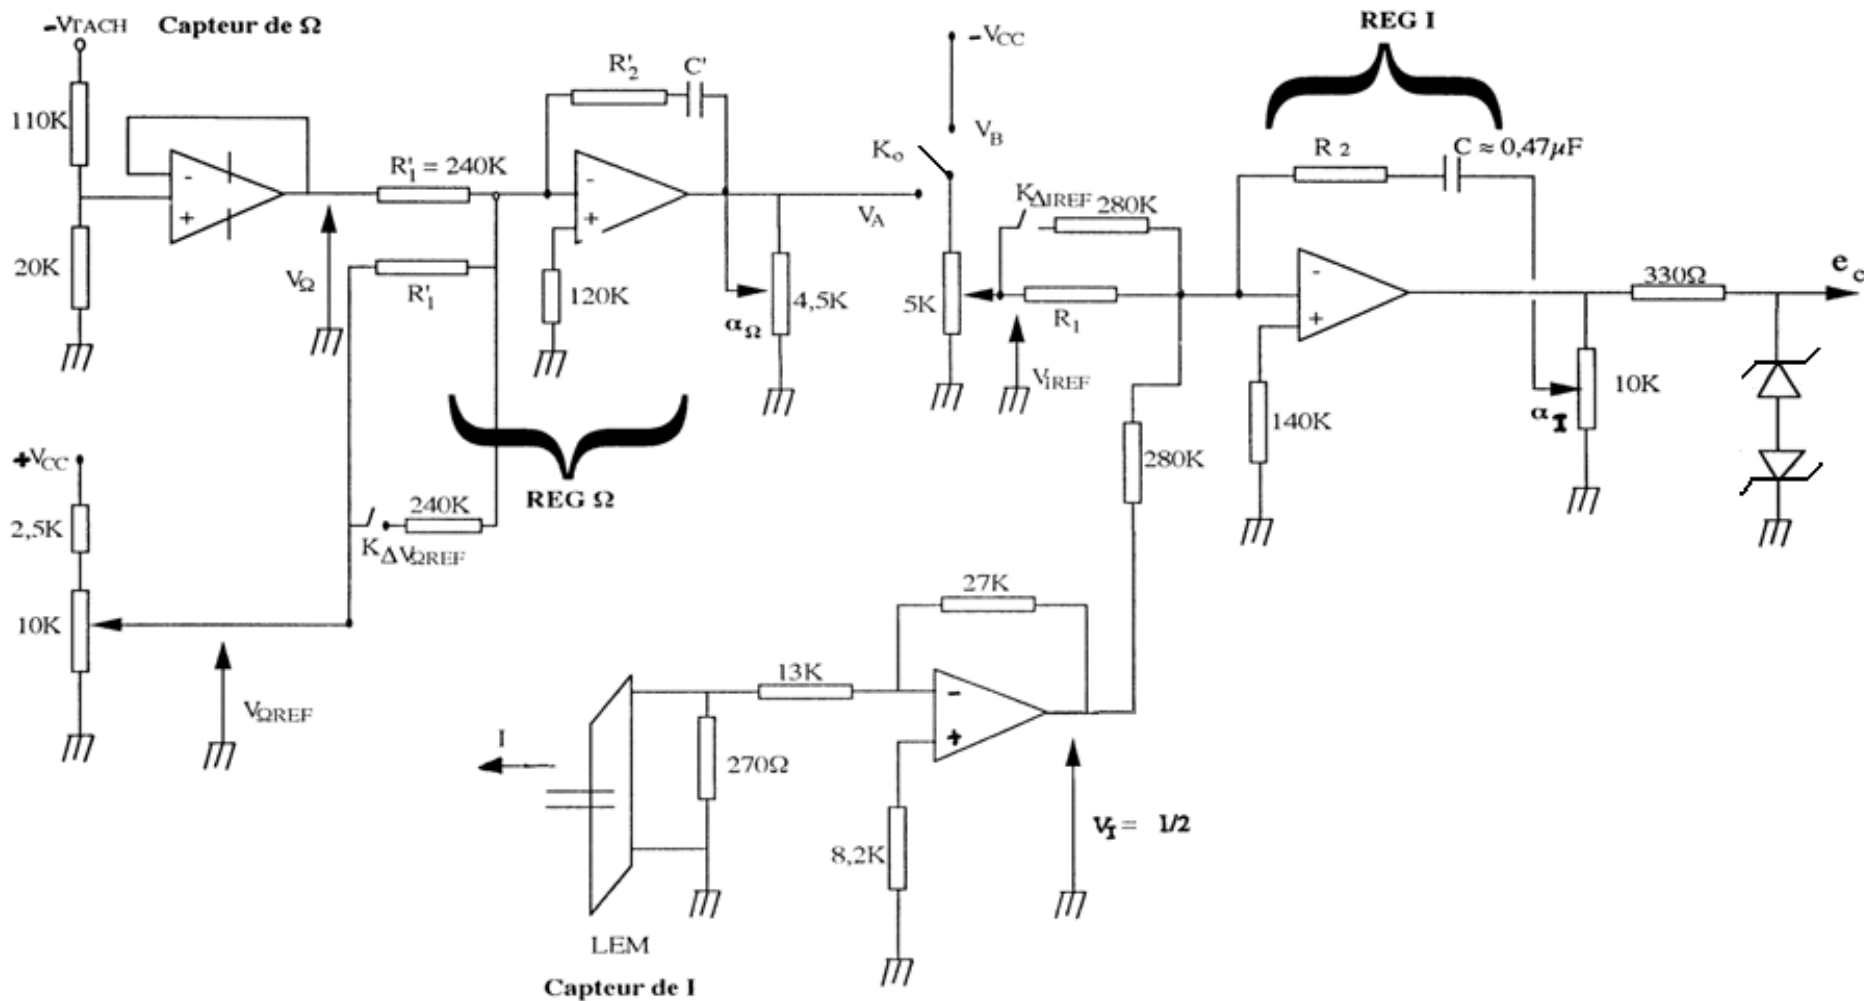 -VTACH Capteur de Ω
REG I
-VCC
R'2
C'
110K
VB
K0
R'1 = 240K
R2
C ≈ 0,47μF
-
+
-
+
VA
KΔIREF
280K
20K
VΩ
R'1
120K
αΩ
4,5K
5K
R1
-
+
330Ω
ec
VIREF
140K
αI
10K
+VCC
280K
2,5K
240K
REG Ω
KΔVΩREF
27K
10K
13K
-
+
VΩREF
I
270Ω
VI = 1/2
8,2K
LEM
Capteur de I